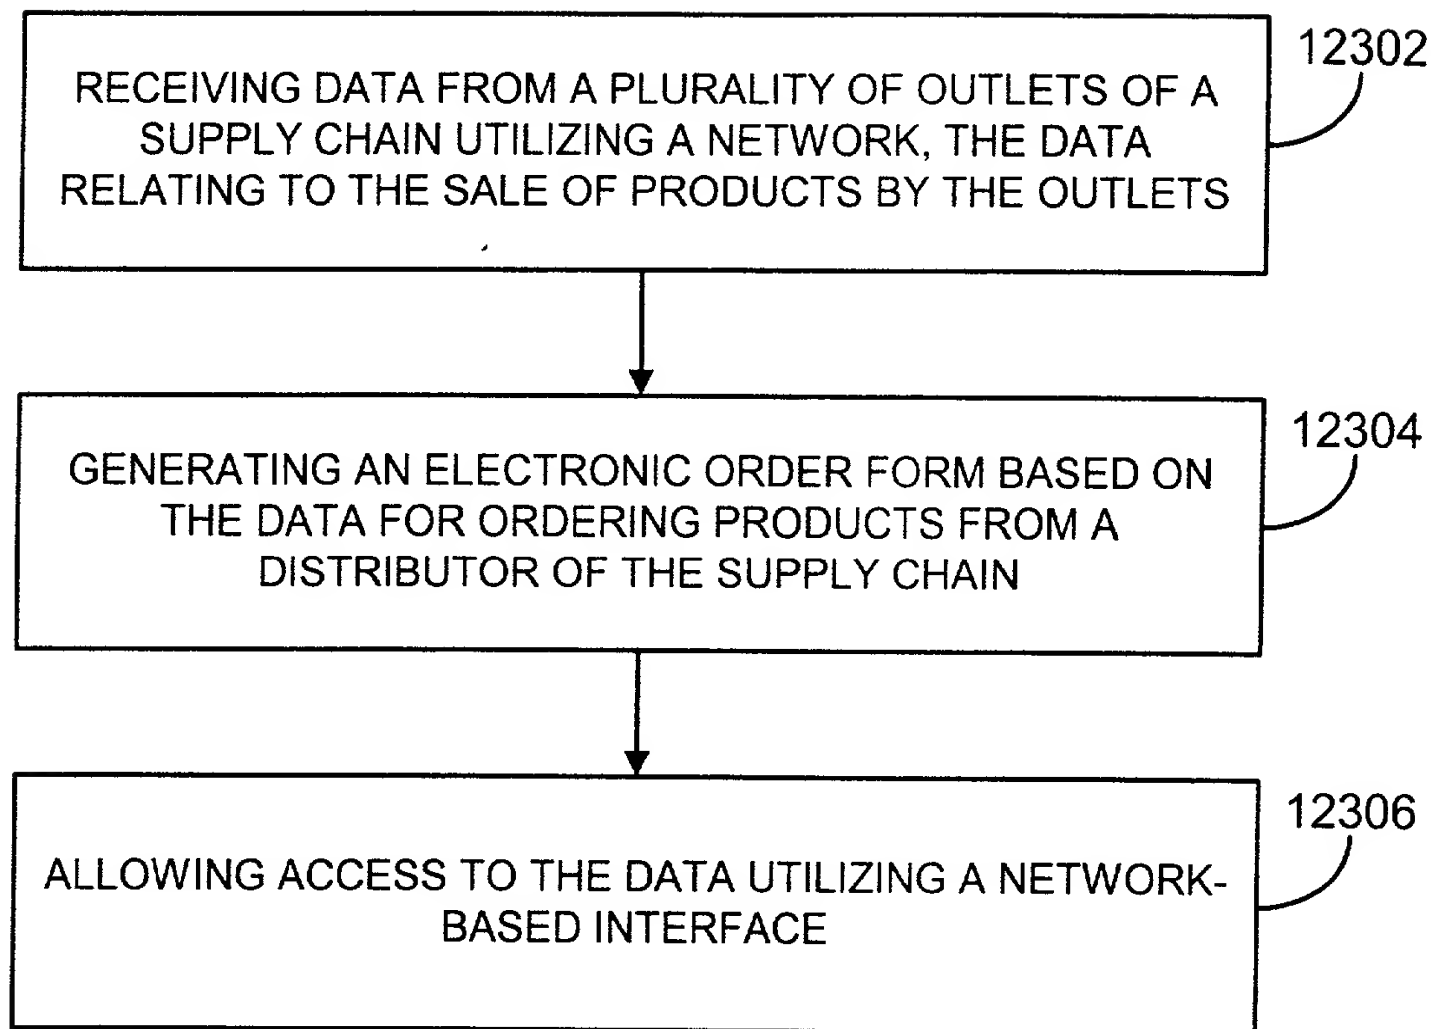 12302
RECEIVING DATA FROM A PLURALITY OF OUTLETS OF A
SUPPLY CHAIN UTILIZING A NETWORK, THE DATA
RELATING TO THE SALE OF PRODUCTS BY THE OUTLETS
12304
GENERATING AN ELECTRONIC ORDER FORM BASED ON
THE DATA FOR ORDERING PRODUCTS FROM A
DISTRIBUTOR OF THE SUPPLY CHAIN
12306
ALLOWING ACCESS TO THE DATA UTILIZING A NETWORK-
BASED INTERFACE